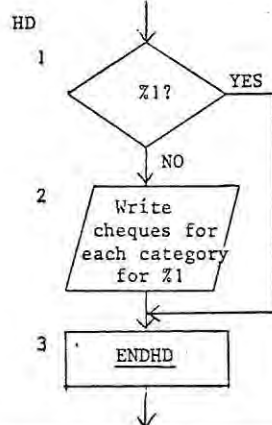 HD
1
%1?
YES
NO
2
Write
cheques for
each category
for %1
3
ENDHD